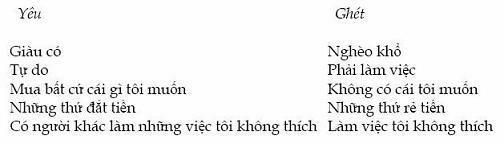 Yêu Ghét
Giàu có Nghèo khổ
Tự do Phải làm việc
Mua bất cứ cái gì tôi muốn Không có cái tôi muốn
Những thứ đắt tiền Những thứ rẻ tiền
Có người khác làm những việc tôi không thích Làm việc tôi không thích